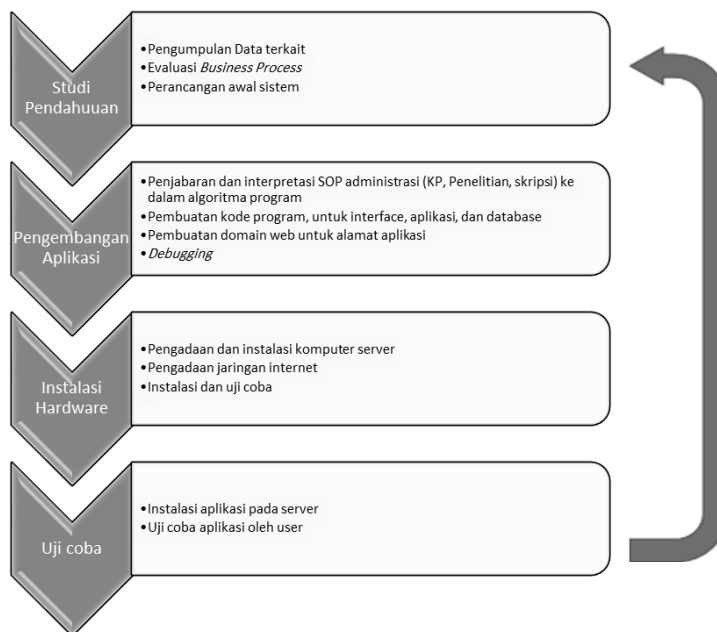 Studi
Pendahuuan
•Pengumpulan Data terkait
•Evaluasi Business Process
•Perancangan awal sistem
Pengembangan
Aplikasi
•Penjabaran dan interpretasi SOP administrasi (KP, Penelitian, skripsi) ke
dalam algoritma program
•Pembuatan kode program, untuk interface, aplikasi, dan database
•Pembuatan domain web untuk alamat aplikasi
•Debugging
Instalasi
Hardware
•Pengadaan dan instalasi komputer server
•Pengadaan jaringan internet
•Instalasi dan uji coba
Uji coba
•Instalasi aplikasi pada server
•Uji coba aplikasi oleh user